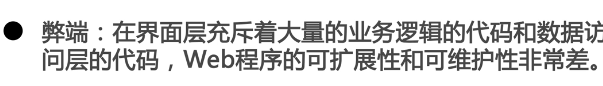 ● 弊端：在界面层充斥着大量的业务逻辑的代码和数据访
问层的代码，Web程序的可扩展性和可维护性非常差。